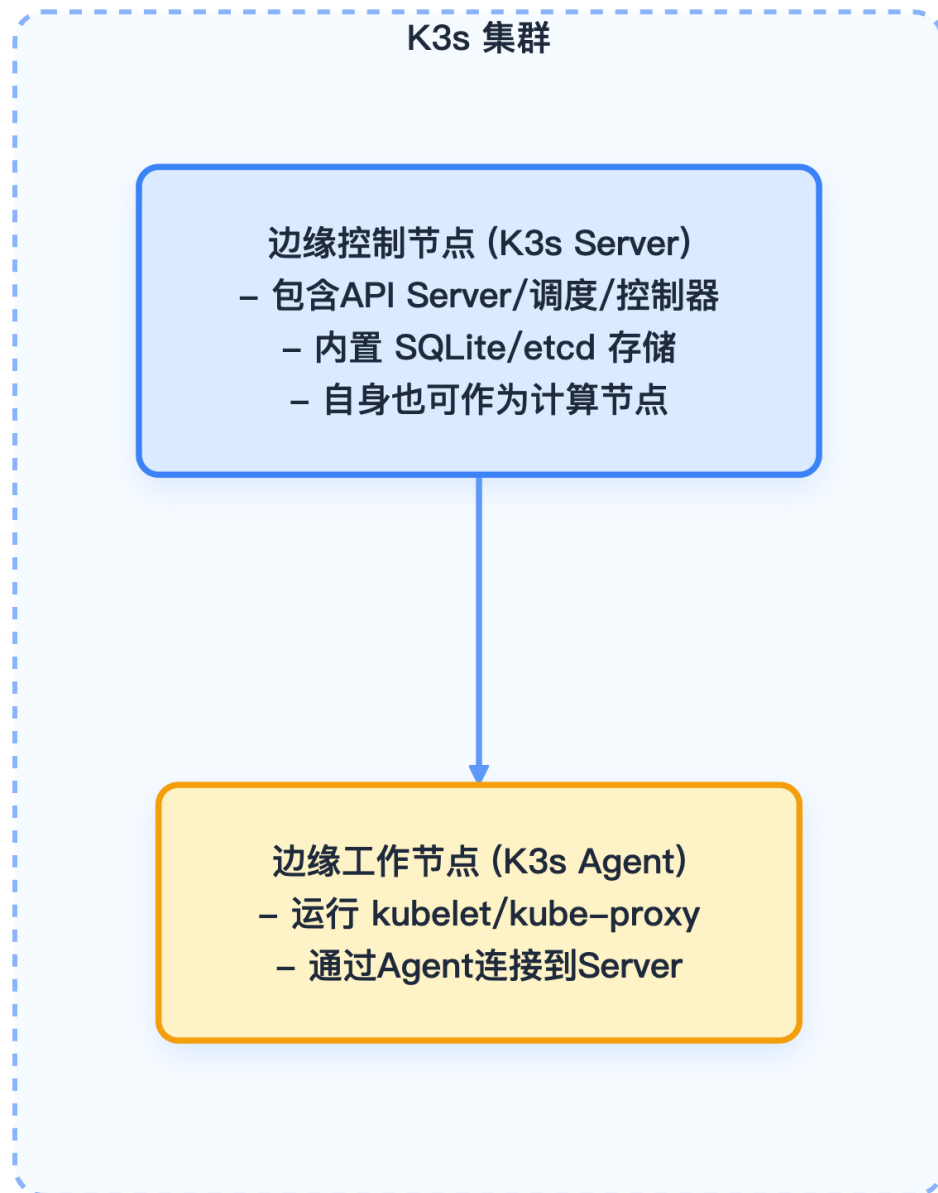 K3s 集群
边缘控制节点 (K3s Server)
– 包含API Server/调度/控制器
– 内置 SQLite/etcd 存储
– 自身也可作为计算节点
边缘工作节点 (K3s Agent)
– 运行 kubelet/kube-proxy
– 通过Agent连接到Server